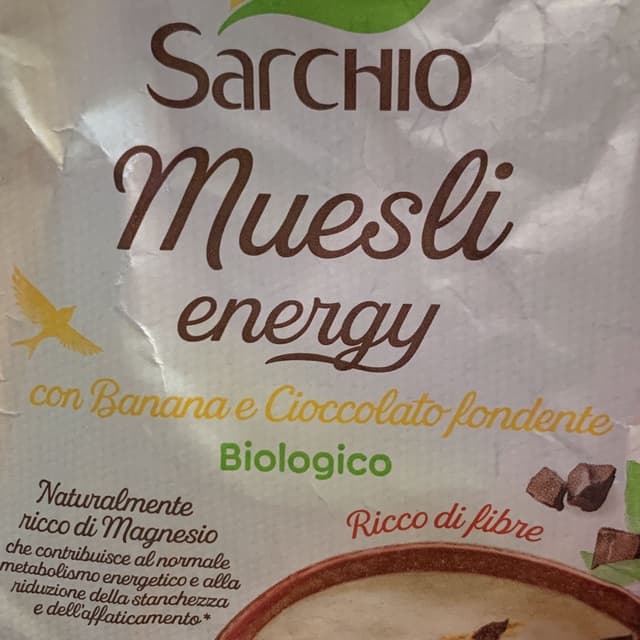 SarCHIO
Muesli
energy
con Banana e Cioccolato fondente
Biologico
Naturalmente
ricco di Magnesio
che contribuisce al normale
metabolismo energetico e alla
riduzione della stanchezza
e dell'affaticamento*
Ricco di fibre